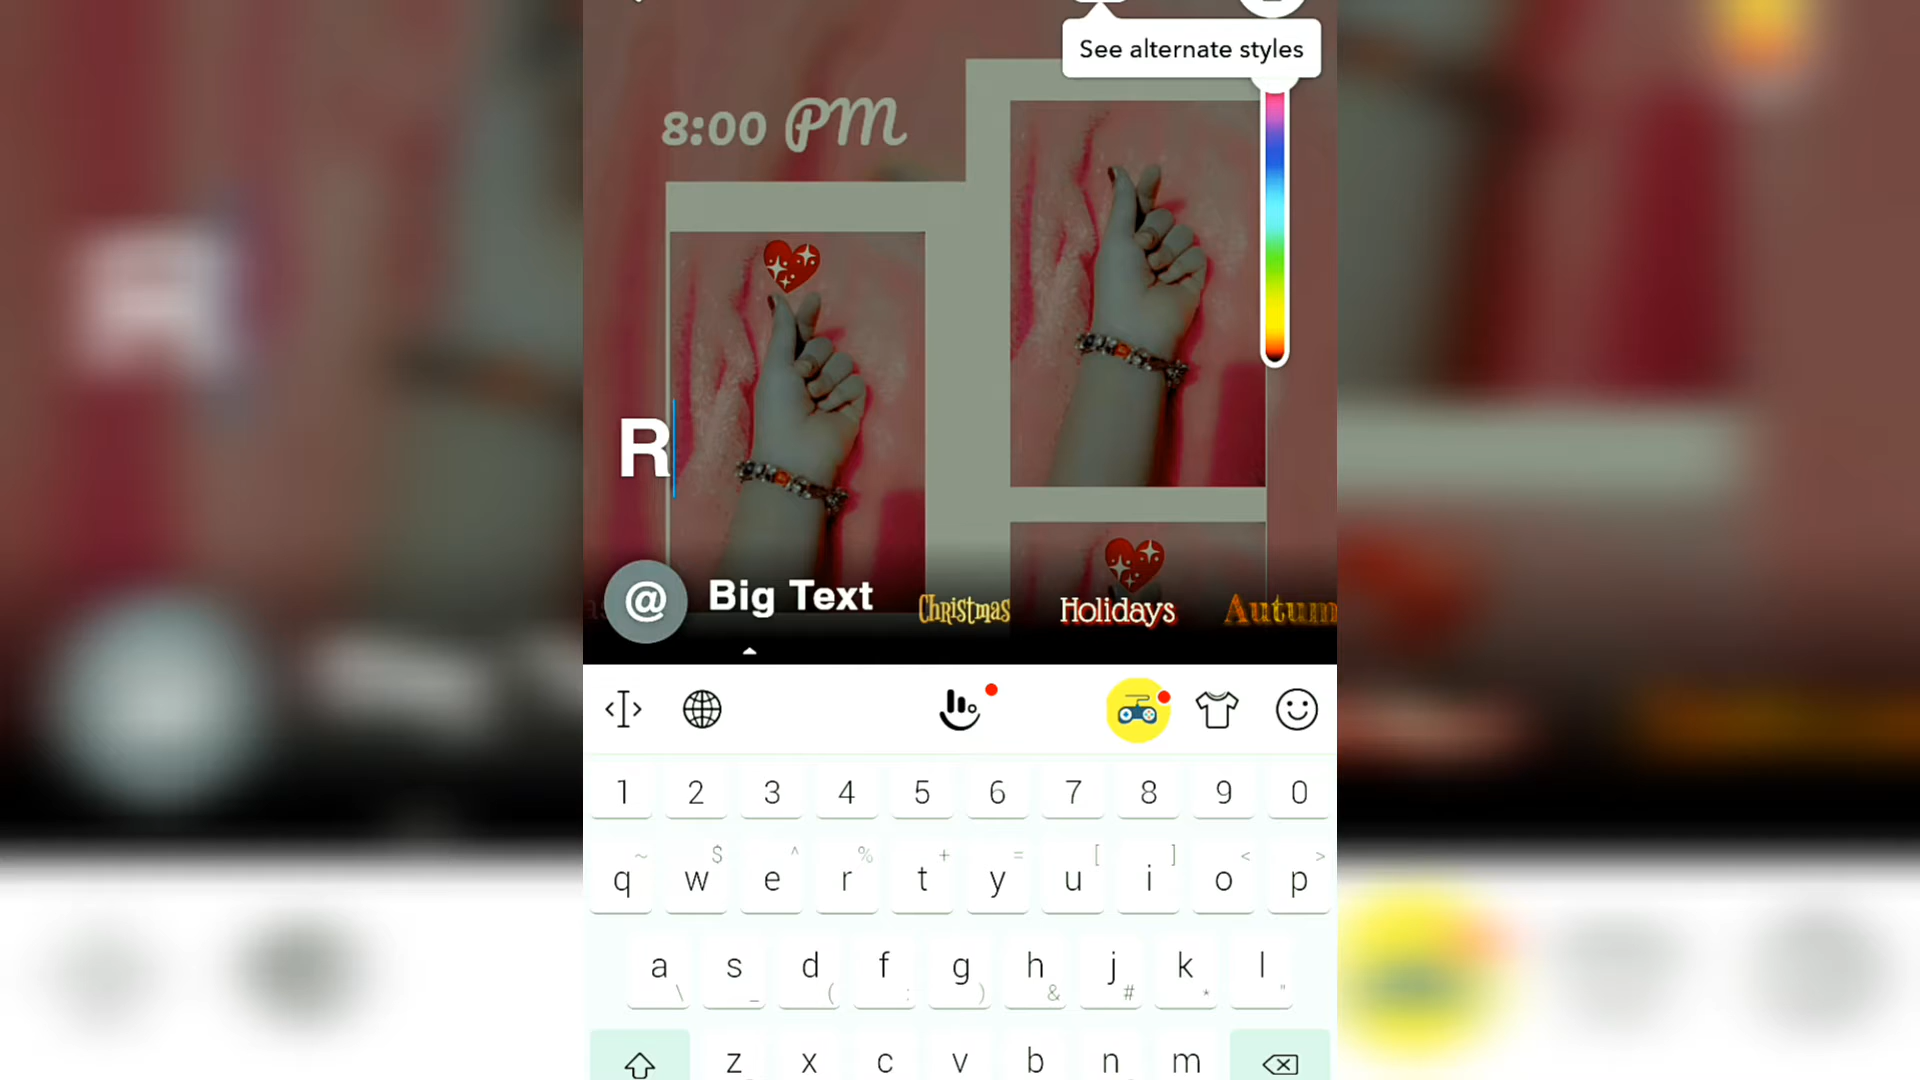 See alternate styles
8:00 PM
R
@ Big Text Christmas Holidays Autum
1 2 3 4 5 6 7 8 9 0
~ $ ^ % + = [ ] < >
q w e r t y u i o p
a s d f g h j k l
\ _ ( : ) & # * "
z x c v b n m